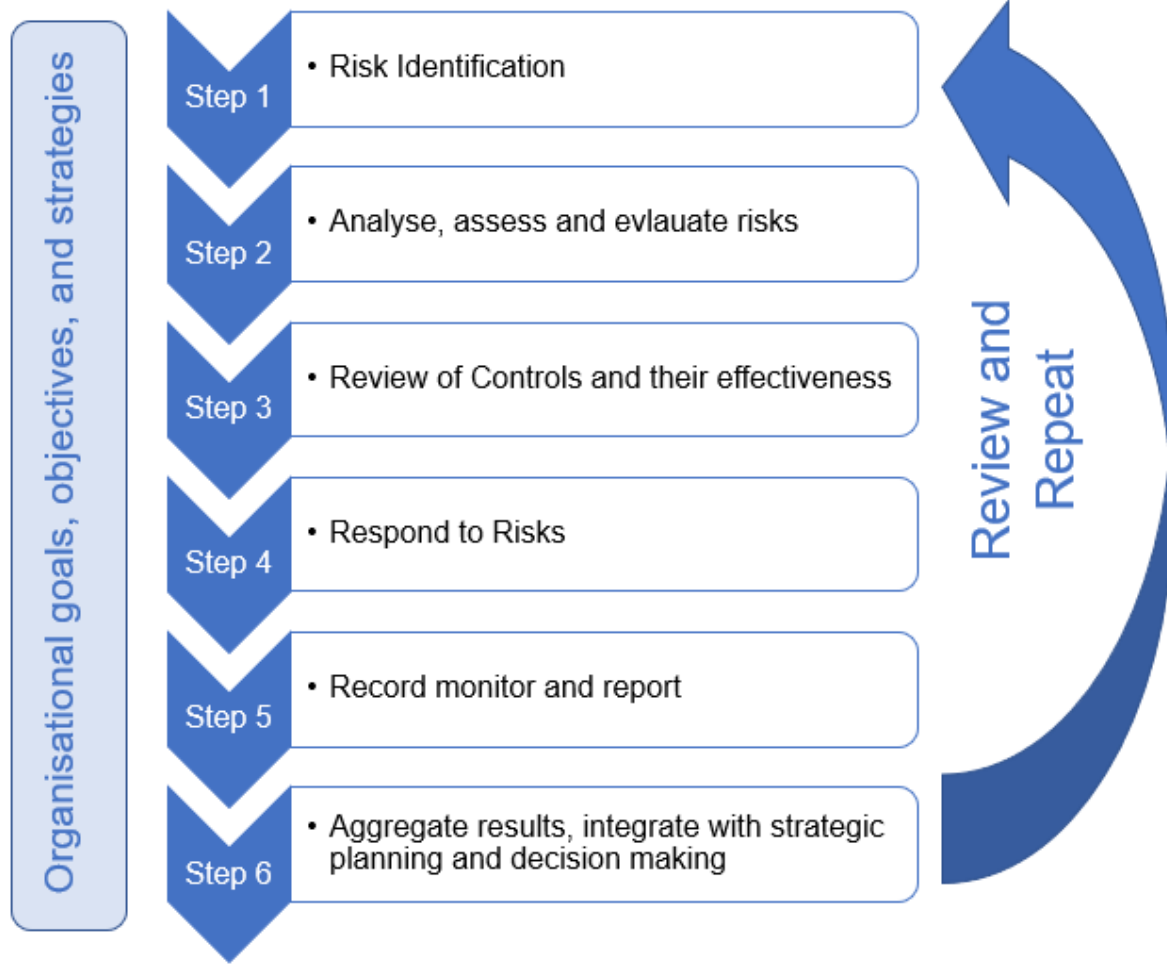 Organisational goals, objectives, and strategies
Step 1
• Risk Identification
Step 2
• Analyse, assess and evlauate risks
Step 3
• Review of Controls and their effectiveness
Step 4
• Respond to Risks
Step 5
• Record monitor and report
Step 6
• Aggregate results, integrate with strategic
planning and decision making
Review and
Repeat